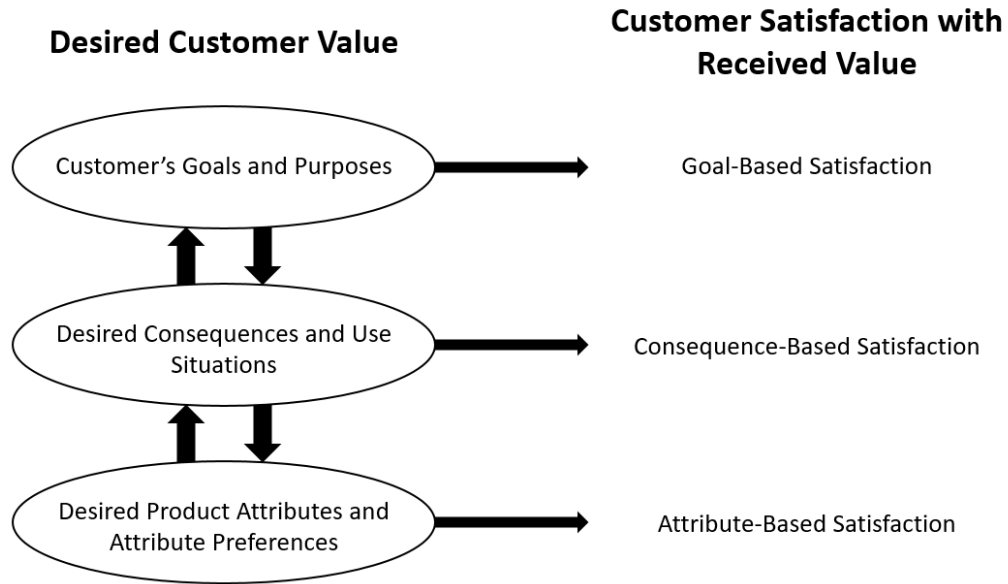 Desired Customer Value
Customer Satisfaction with
Received Value
Customer’s Goals and Purposes
Goal-Based Satisfaction
Desired Consequences and Use
Situations
Consequence-Based Satisfaction
Desired Product Attributes and
Attribute Preferences
Attribute-Based Satisfaction